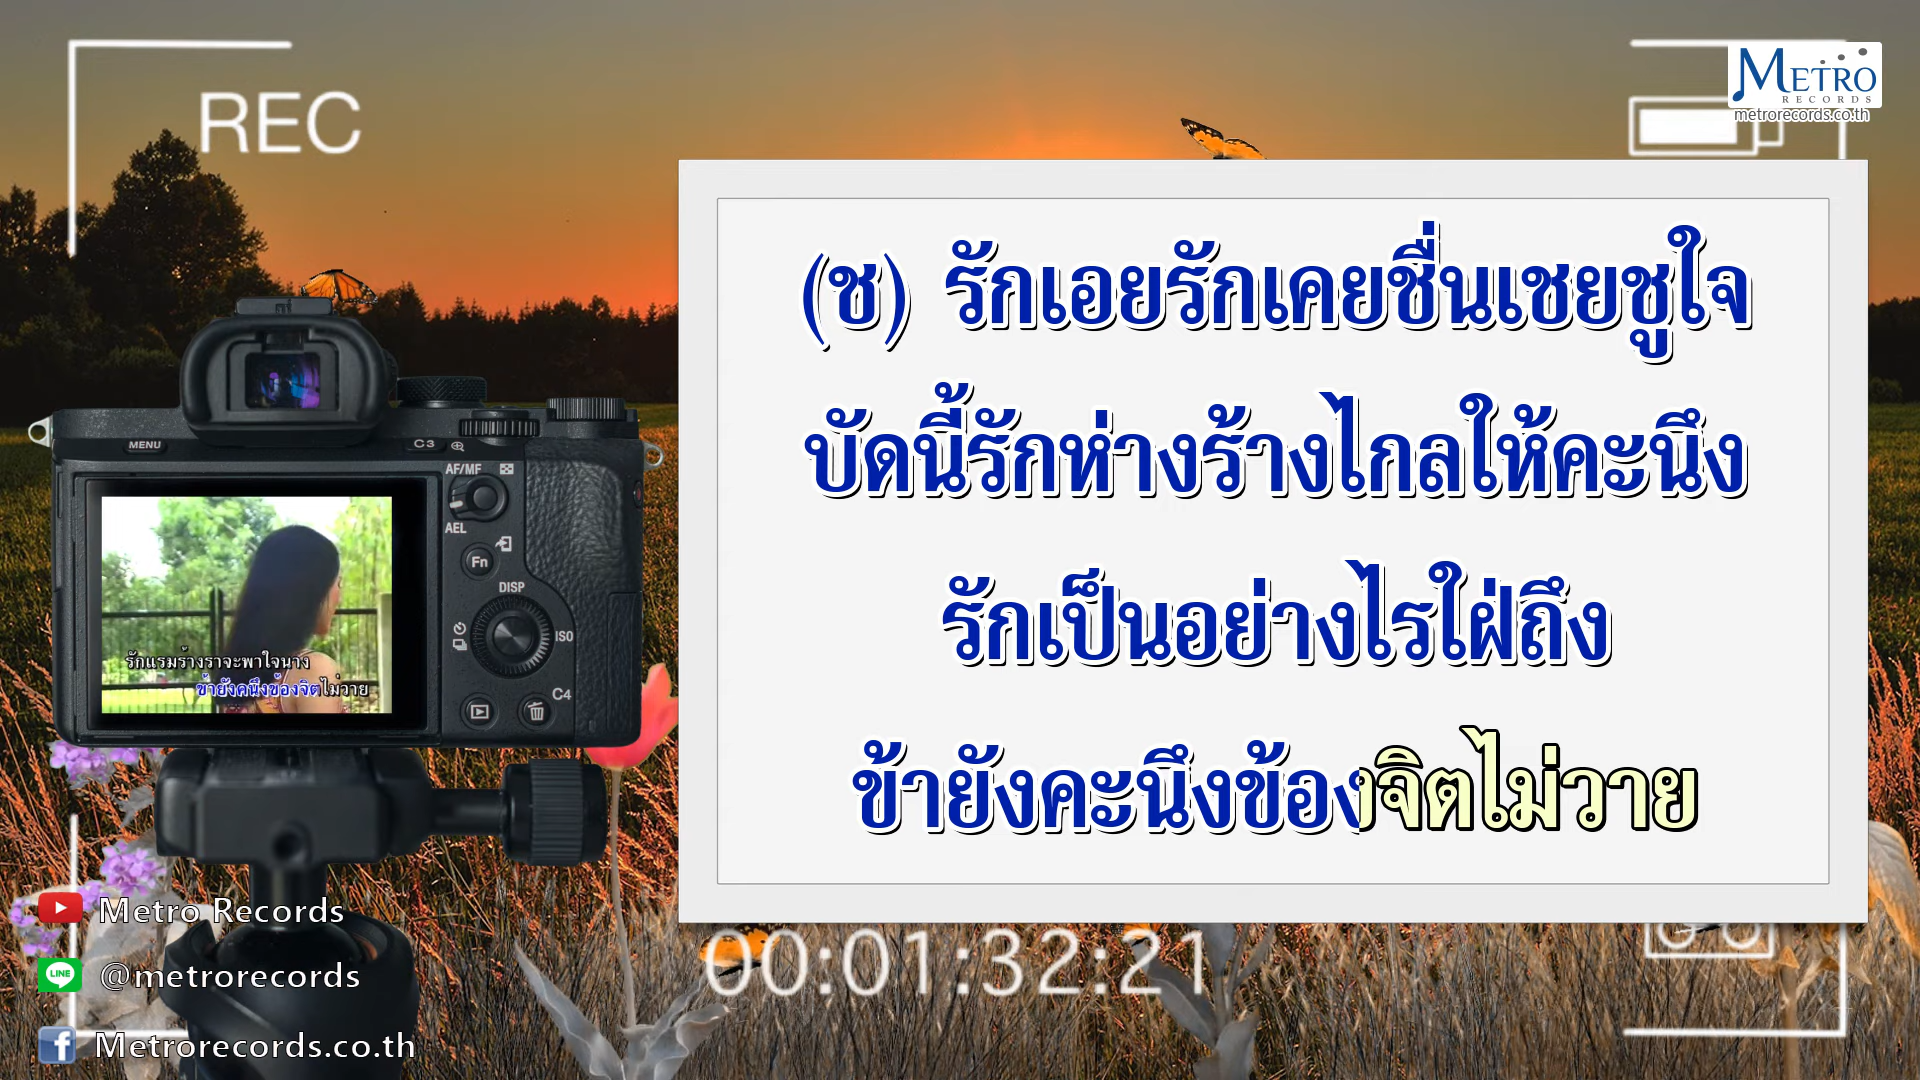 REC
METRO
RECORDS
metrorecords.co.th
(ช) รักเอยรักเคยชื่นเชยชูใจ
บัดนี้รักห่างร้างไกลให้คะนึง
รักเป็นอย่างไรใฝ่ถึง
ข้ายังคะนึงข้องจิตไม่วาย
MENU
C3
AF/MF
AEL
Fn
DISP
ISO
C4
รักแรมร้างราจะพาใจนาง
ข้ายังคนึงข้องจิตไม่วาย
Metro Records
LINE
@metrorecords
Metrorecords.co.th
00:01:32:21